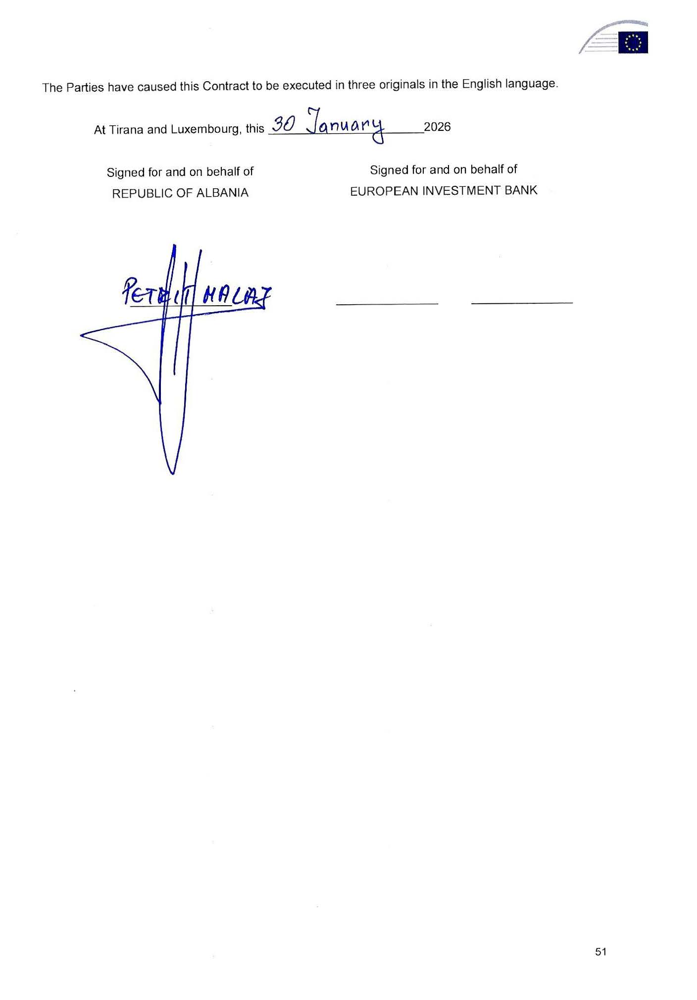 The Parties have caused this Contract to be executed in three originals in the English language.
At Tirana and Luxembourg, this 30 January 2026
Signed for and on behalf of
REPUBLIC OF ALBANIA
Signed for and on behalf of
EUROPEAN INVESTMENT BANK
PETRIT MALAJ
51